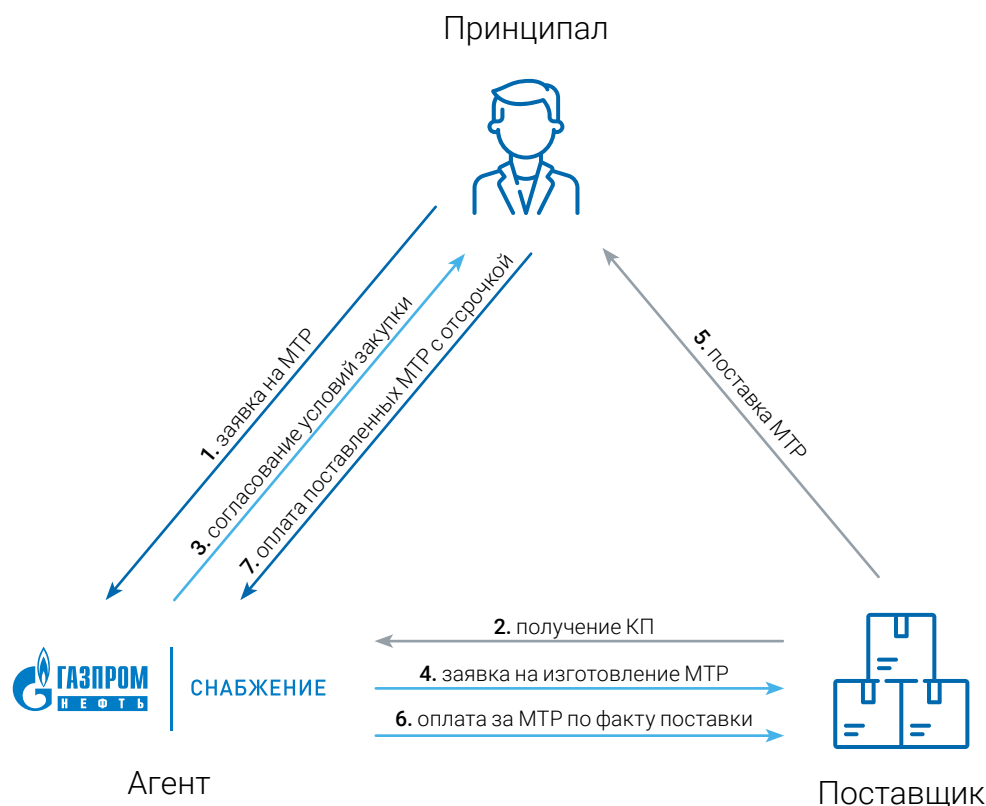 Принципал
1. заявка на МТР
3. согласование условий закупки
7. оплата поставленных МТР с отсрочкой
5. поставка МТР
2. получение КП
4. заявка на изготовление МТР
6. оплата за МТР по факту поставки
ГАЗПРОМ
НЕФТЬ
СНАБЖЕНИЕ
Агент
Поставщик